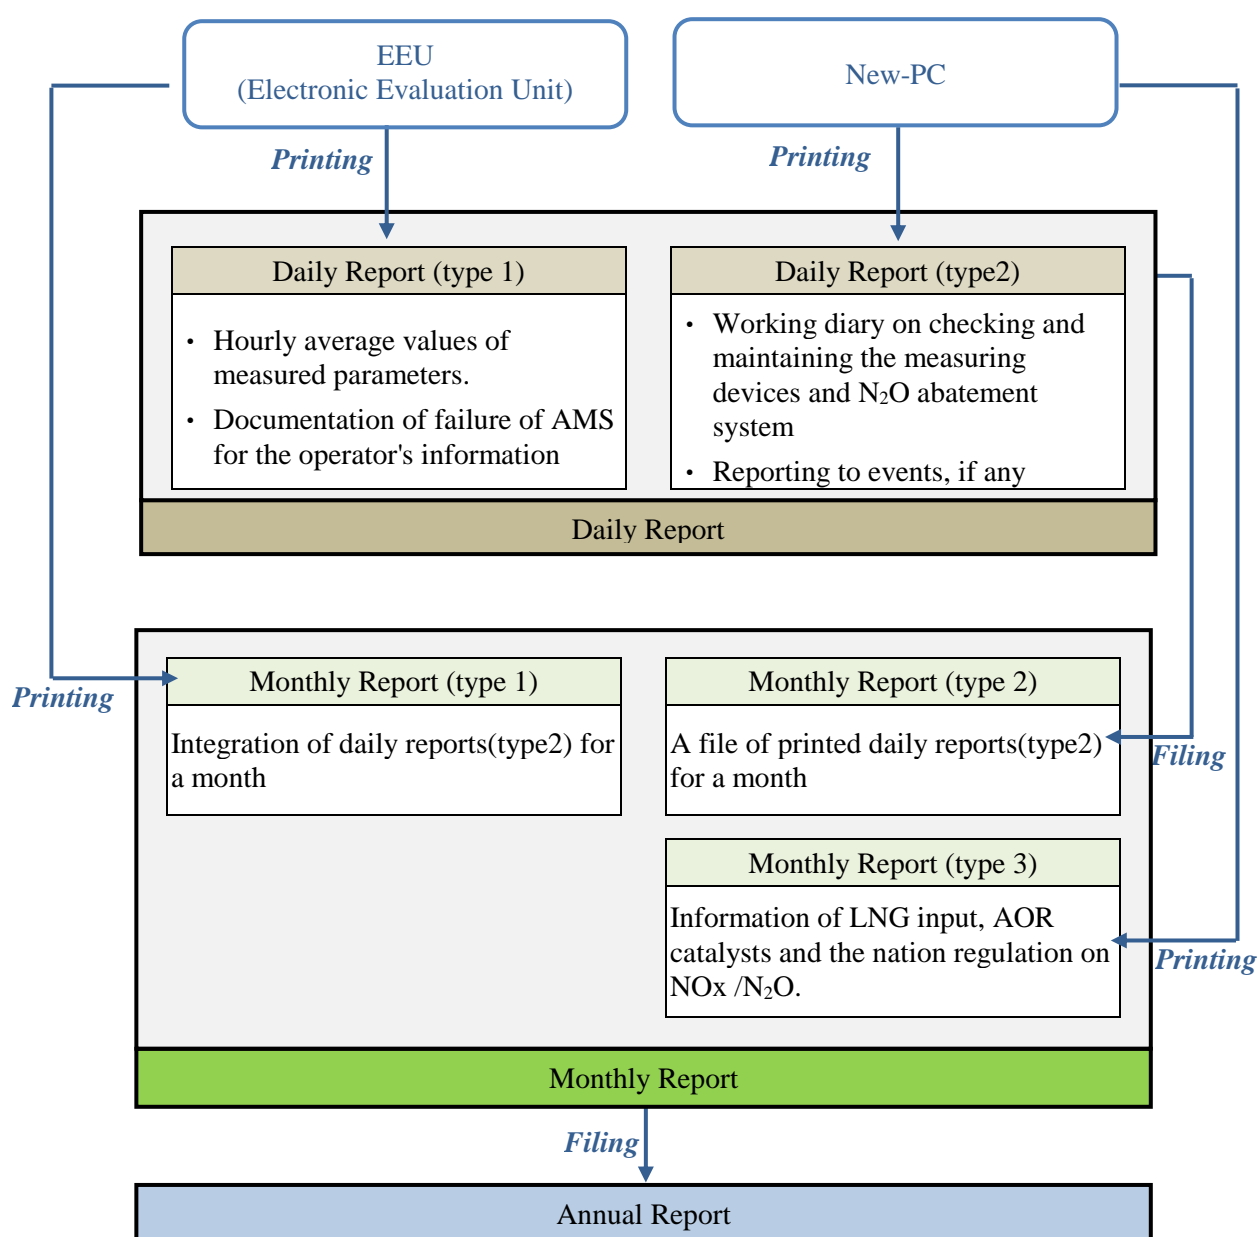 EEU
(Electronic Evaluation Unit)
New-PC
Printing
Printing
Daily Report (type 1)
• Hourly average values of
measured parameters.
• Documentation of failure of AMS
for the operator's information
Daily Report (type2)
• Working diary on checking and
maintaining the measuring
devices and N₂O abatement
system
• Reporting to events, if any
Daily Report
Printing
Monthly Report (type 1)
Integration of daily reports(type2) for
a month
Monthly Report (type 2)
A file of printed daily reports(type2)
for a month
Filing
Monthly Report (type 3)
Information of LNG input, AOR
catalysts and the nation regulation on
NOx /N₂O.
Printing
Monthly Report
Filing
Annual Report